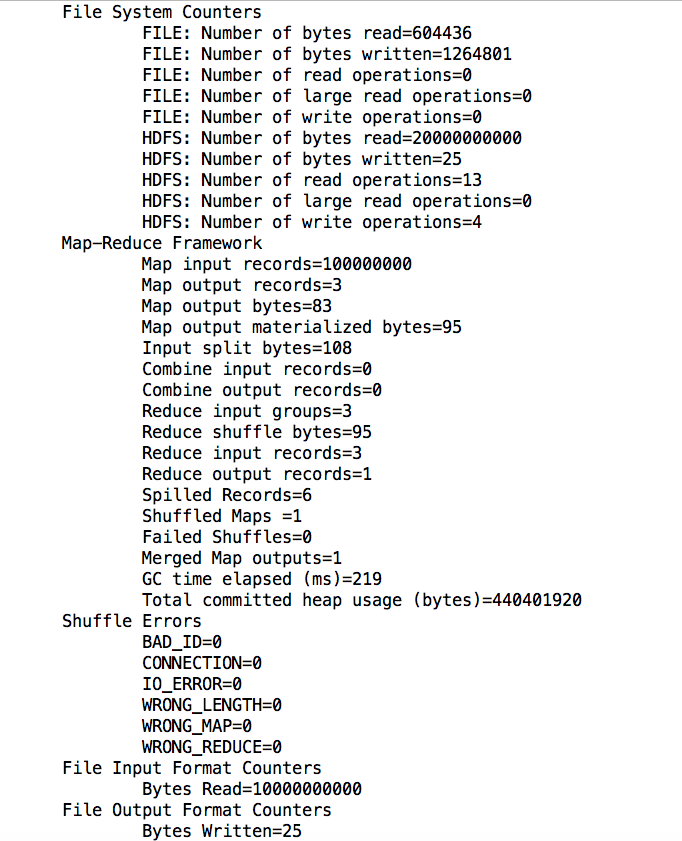 File System Counters
FILE: Number of bytes read=604436
FILE: Number of bytes written=1264801
FILE: Number of read operations=0
FILE: Number of large read operations=0
FILE: Number of write operations=0
HDFS: Number of bytes read=20000000000
HDFS: Number of bytes written=25
HDFS: Number of read operations=13
HDFS: Number of large read operations=0
HDFS: Number of write operations=4
Map-Reduce Framework
Map input records=100000000
Map output records=3
Map output bytes=83
Map output materialized bytes=95
Input split bytes=108
Combine input records=0
Combine output records=0
Reduce input groups=3
Reduce shuffle bytes=95
Reduce input records=3
Reduce output records=1
Spilled Records=6
Shuffled Maps =1
Failed Shuffles=0
Merged Map outputs=1
GC time elapsed (ms)=219
Total committed heap usage (bytes)=440401920
Shuffle Errors
BAD_ID=0
CONNECTION=0
IO_ERROR=0
WRONG_LENGTH=0
WRONG_MAP=0
WRONG_REDUCE=0
File Input Format Counters
Bytes Read=10000000000
File Output Format Counters
Bytes Written=25